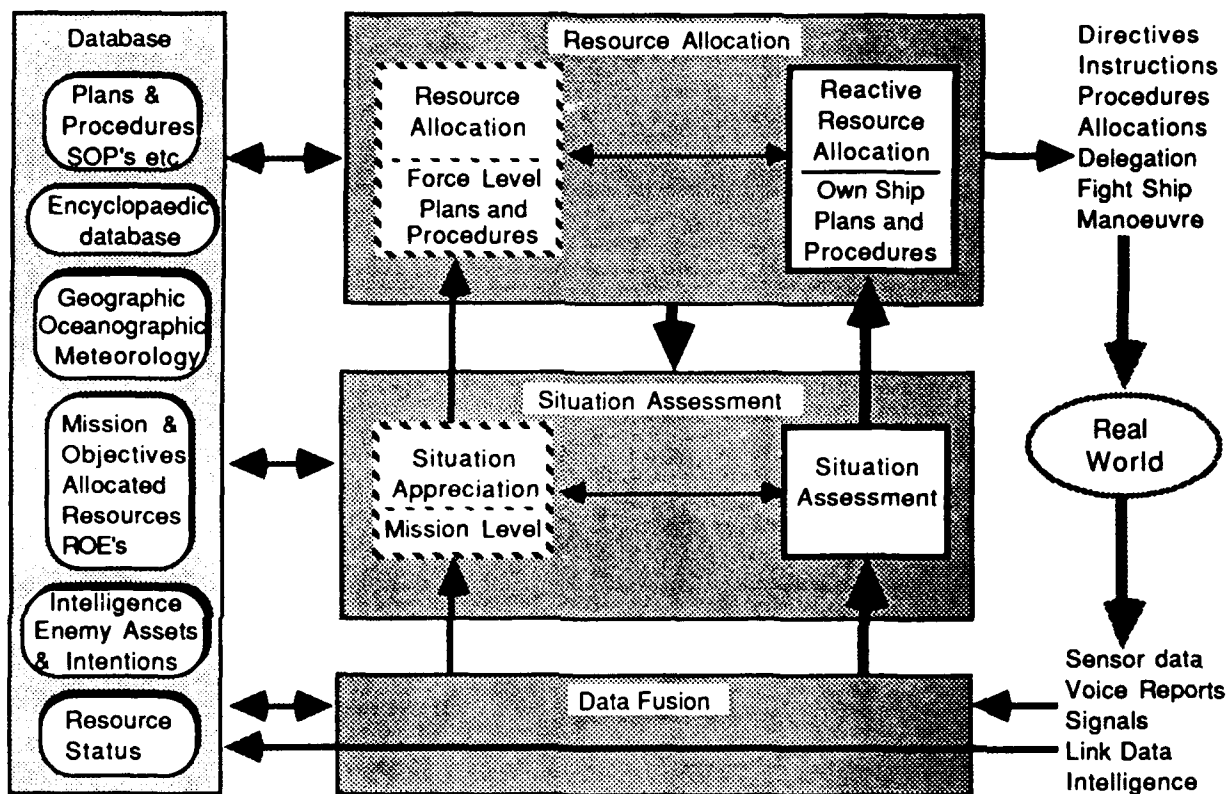 Database
Plans &
Procedures
SOP's etc
Encyclopaedic
database
Geographic
Oceanographic
Meteorology
Mission &
Objectives
Allocated
Resources
ROE's
Intelligence
Enemy Assets
& Intentions
Resource
Status
Resource Allocation
Resource
Allocation
Force Level
Plans and
Procedures
Reactive
Resource
Allocation
Own Ship
Plans and
Procedures
Situation Assessment
Situation
Appreciation
Mission Level
Situation
Assessment
Data Fusion
Directives
Instructions
Procedures
Allocations
Delegation
Fight Ship
Manoeuvre
Real
World
Sensor data
Voice Reports
Signals
Link Data
Intelligence